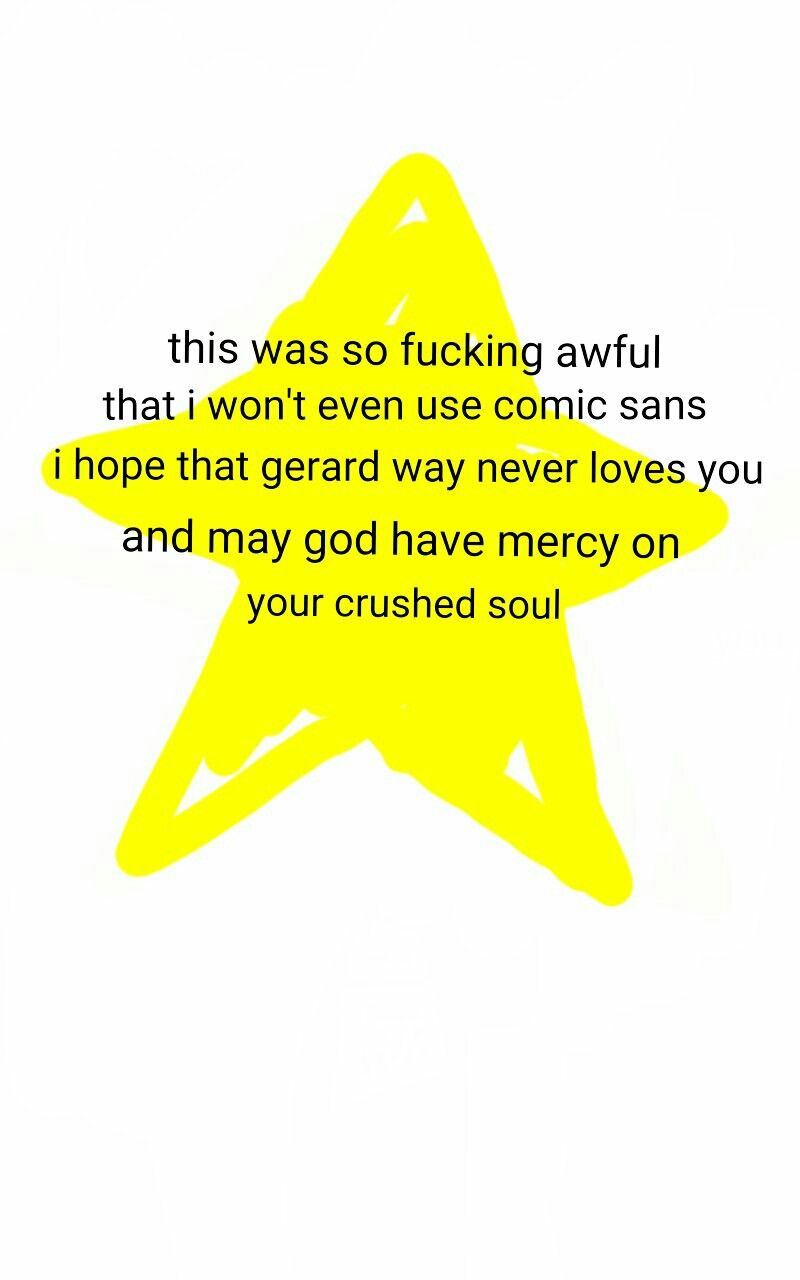 this was so fucking awful
that i won't even use comic sans
i hope that gerard way never loves you
and may god have mercy on
your crushed soul